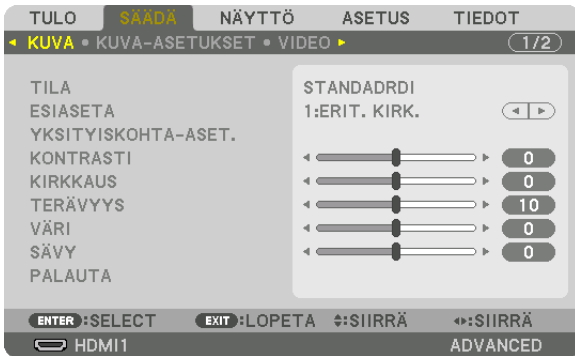 TULO SÄÄDÄ NÄYTTÖ ASETUS TIEDOT
◂ KUVA • KUVA-ASETUKSET • VIDEO ▸ 1/2
TILA STANDADRDI
ESIASETA 1:ERIT. KIRK.
YKSITYISKOHTA-ASET.
KONTRASTI 0
KIRKKAUS 0
TERÄVYYS 10
VÄRI 0
SÄVY 0
PALAUTA
ENTER :SELECT EXIT :LOPETA :SIIRRÄ :SIIRRÄ
HDMI1 ADVANCED